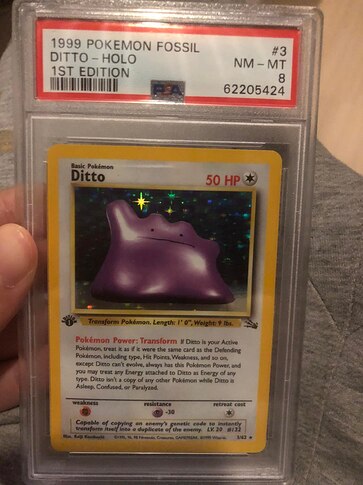 1999 POKEMON FOSSIL #3
DITTO - HOLO NM - MT
1ST EDITION 8
PSA 62205424
Basic Pokémon
Ditto 50 HP
Transform Pokémon. Length: 1' 0", Weight: 9 lbs.
Pokémon Power: Transform If Ditto is your Active
Pokémon, treat it as if it were the same card as the Defending
Pokémon, including type, Hit Points, Weakness, and so on,
except Ditto can't evolve, always has this Pokémon Power, and
you may treat any Energy attached to Ditto as Energy of any
type. Ditto isn't a copy of any other Pokémon while Ditto is
Asleep, Confused, or Paralyzed.
weakness resistance retreat cost
-30
Capable of copying an enemy's genetic code to instantly
transform itself into a duplicate of the enemy. LV. 20 #132
3/62